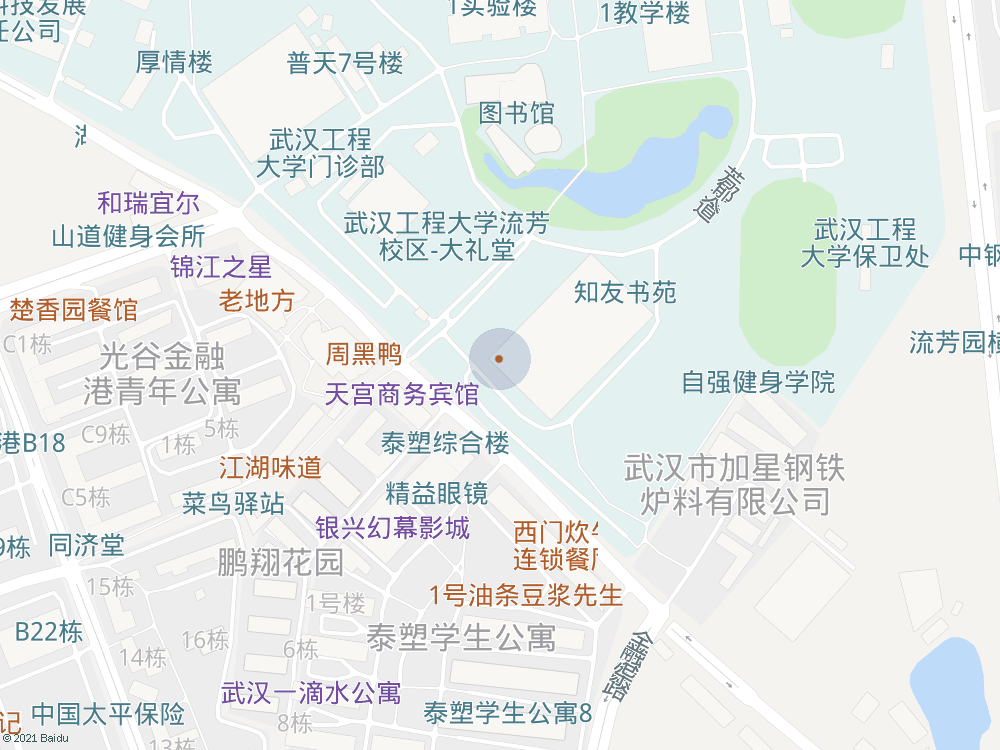 科技发展
任公司
1实验楼
1教学楼
厚情楼
普天7号楼
图书馆
武汉工程
大学门诊部
和瑞宜尔
山道健身会所
武汉工程大学流芳
校区-大礼堂
武汉工程
大学保卫处
中钢
锦江之星
老地方
知友书苑
楚香园餐馆
C1栋
光谷金融
港青年公寓
周黑鸭
流芳园横
天宫商务宾馆
自强健身学院
港B18
C9栋
1栋
5栋
泰塑综合楼
江湖味道
武汉市加星钢铁
炉料有限公司
C5栋
菜鸟驿站
精益眼镜
银兴幻幕影城
9栋
同济堂
西门炊
连锁餐
鹏翔花园
15栋
1号楼
1号油条豆浆先生
B22栋
16栋
6栋
泰塑学生公寓
14栋
金融港路
武汉一滴水公寓
记
中国太平保险
8栋
泰塑学生公寓8
13栋
© 2021 Baidu